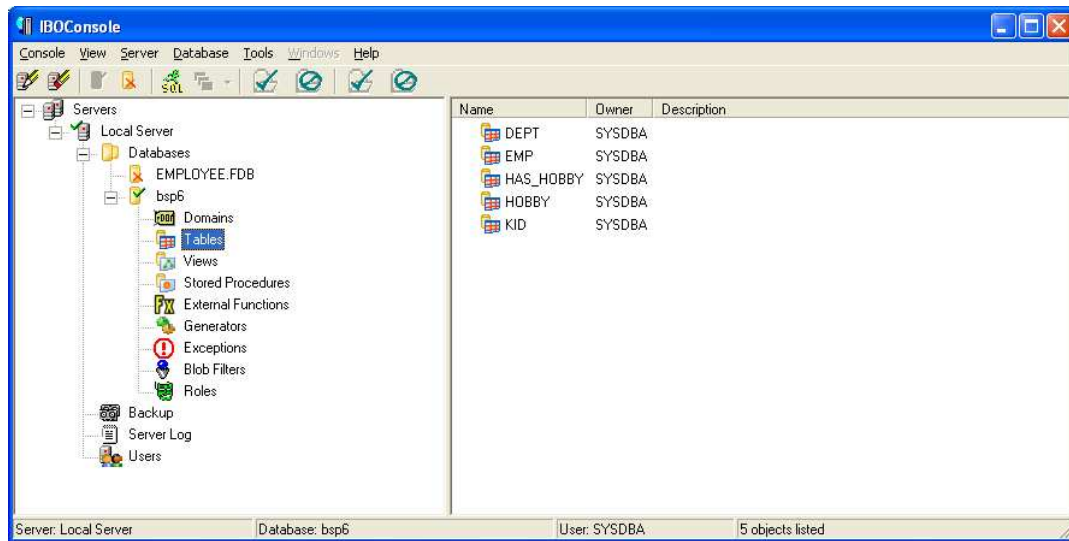 IBOConsole
Console View Server Database Tools Windows Help
SQL
Servers
Local Server
Databases
EMPLOYEE.FDB
bsp6
Domains
Tables
Views
Stored Procedures
External Functions
Generators
Exceptions
Blob Filters
Roles
Backup
Server Log
Users
Name Owner Description
DEPT SYSDBA
EMP SYSDBA
HAS_HOBBY SYSDBA
HOBBY SYSDBA
KID SYSDBA
Server: Local Server Database: bsp6 User: SYSDBA 5 objects listed